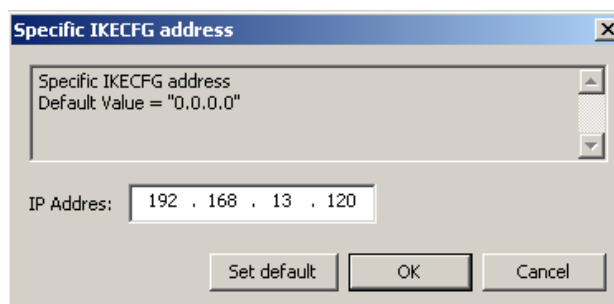 Specific IKECFG address
Specific IKECFG address
Default Value = "0.0.0.0"
IP Addres: 192 . 168 . 13 . 120
Set default OK Cancel